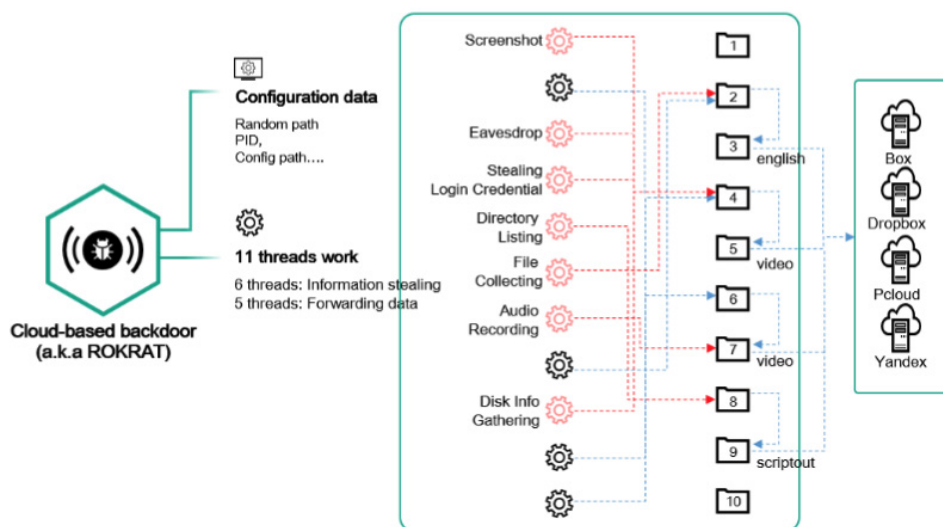 Cloud-based backdoor
(a.k.a ROKRAT)
Configuration data
Random path
PID,
Config path....
11 threads work
6 threads: Information stealing
5 threads: Forwarding data
Screenshot
Eavesdrop
Stealing
Login Credential
Directory
Listing
File
Collecting
Audio
Recording
Disk Info
Gathering
1
2
3
english
4
5
video
6
7
video
8
9
scriptout
10
Box
Dropbox
Pcloud
Yandex